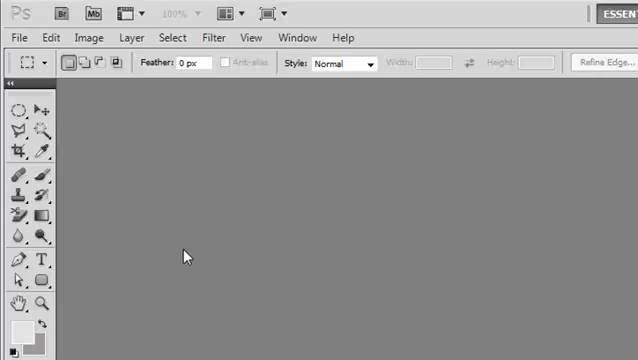 Ps Br Mb 100% ESSEN
File Edit Image Layer Select Filter View Window Help
Feather: 0 px Anti-alias Style: Normal Width: Height: Refine Edge...
T